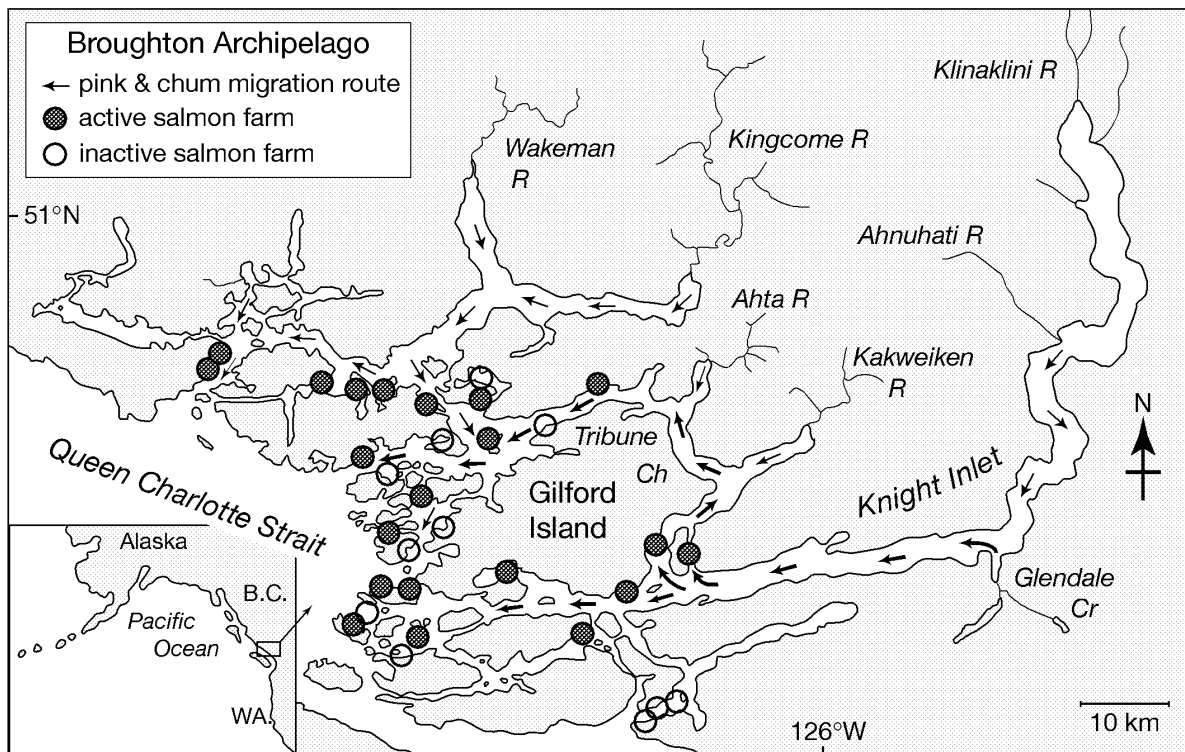 Broughton Archipelago
pink & chum migration route
active salmon farm
inactive salmon farm
Klinaklini R
Wakeman
R
Kingcome R
51°N
Ahnuhati R
Ahta R
Kakweiken
R
N
Tribune
Ch
Queen Charlotte Strait
Gilford
Island
Knight Inlet
Alaska
B.C.
Pacific
Ocean
WA.
Glendale
Cr
126°W
10 km